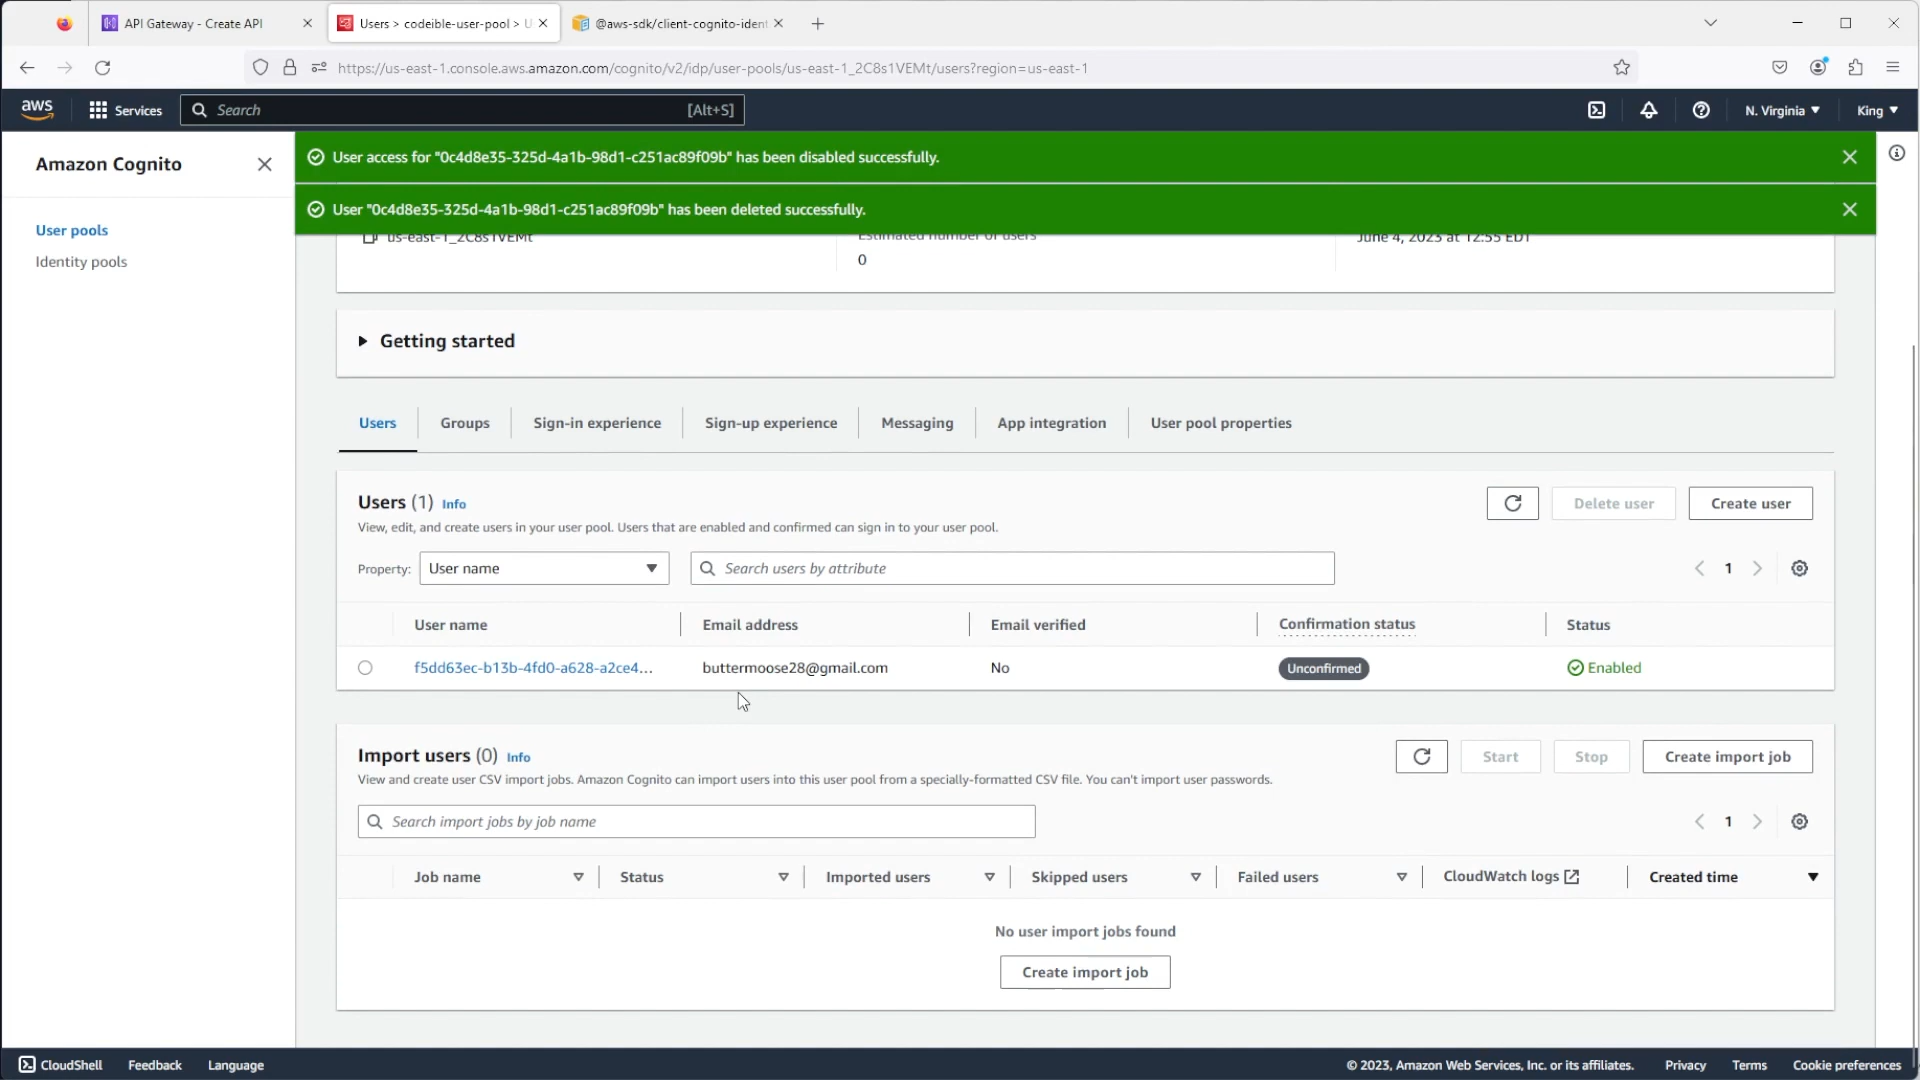 API Gateway - Create API
Users > codeible-user-pool > U
@aws-sdk/client-cognito-ident
https://us-east-1.console.aws.amazon.com/cognito/v2/idp/user-pools/us-east-1_2C8s1VEMt/users?region=us-east-1
aws
Services
Search
[Alt+S]
N. Virginia
King
Amazon Cognito
User pools
Identity pools
User access for "0c4d8e35-325d-4a1b-98d1-c251ac89f09b" has been disabled successfully.
User "0c4d8e35-325d-4a1b-98d1-c251ac89f09b" has been deleted successfully.
us-east-1_2C8s1VEMt
Estimated number of users
June 4, 2023 at 12:55 EDT
0
Getting started
Users
Groups
Sign-in experience
Sign-up experience
Messaging
App integration
User pool properties
Users (1) Info
Delete user
Create user
View, edit, and create users in your user pool. Users that are enabled and confirmed can sign in to your user pool.
Property:
User name
Search users by attribute
1
User name
Email address
Email verified
Confirmation status
Status
f5dd63ec-b13b-4fd0-a628-a2ce4...
buttermoose28@gmail.com
No
Unconfirmed
Enabled
Import users (0) Info
Start
Stop
Create import job
View and create user CSV import jobs. Amazon Cognito can import users into this user pool from a specially-formatted CSV file. You can't import user passwords.
Search import jobs by job name
1
Job name
Status
Imported users
Skipped users
Failed users
CloudWatch logs
Created time
No user import jobs found
Create import job
CloudShell
Feedback
Language
© 2023, Amazon Web Services, Inc. or its affiliates.
Privacy
Terms
Cookie preferences